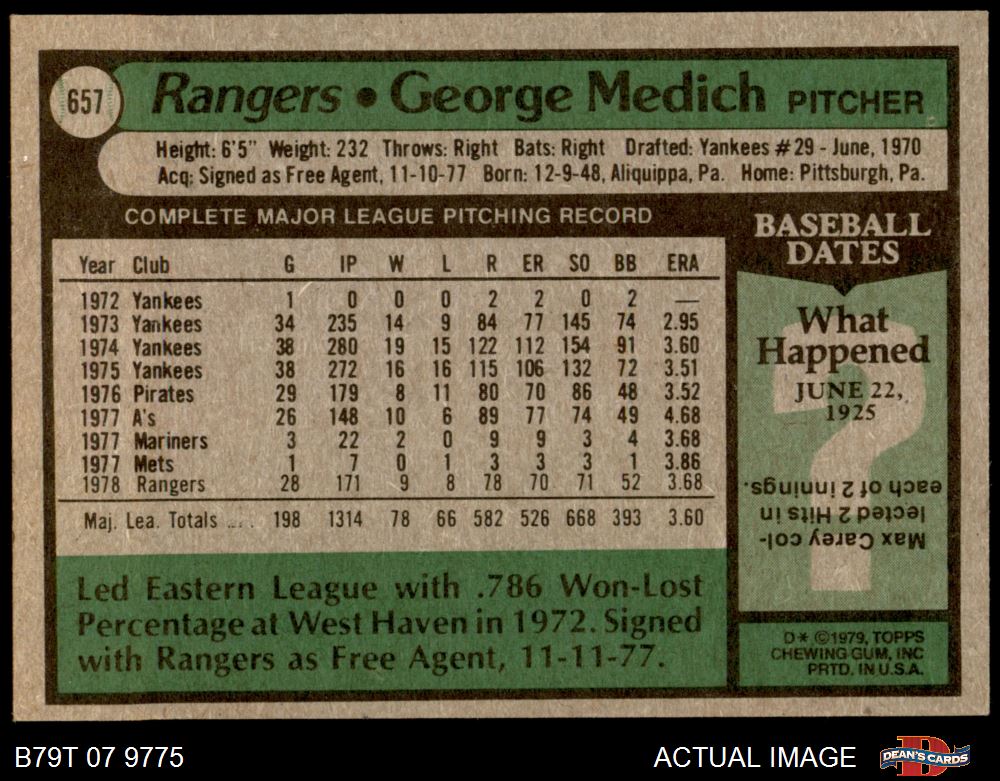 657
Rangers • George Medich PITCHER
Height: 6'5" Weight: 232 Throws: Right Bats: Right Drafted: Yankees #29 - June, 1970
Acq: Signed as Free Agent, 11-10-77 Born: 12-9-48, Aliquippa, Pa. Home: Pittsburgh, Pa.
COMPLETE MAJOR LEAGUE PITCHING RECORD
Year Club G IP W L R ER SO BB ERA
1972 Yankees 1 0 0 0 2 2 0 2 —
1973 Yankees 34 235 14 9 84 77 145 74 2.95
1974 Yankees 38 280 19 15 122 112 154 91 3.60
1975 Yankees 38 272 16 16 115 106 132 72 3.51
1976 Pirates 29 179 8 11 80 70 86 48 3.52
1977 A's 26 148 10 6 89 77 74 49 4.68
1977 Mariners 3 22 2 0 9 9 3 4 3.68
1977 Mets 1 7 0 1 3 3 3 1 3.86
1978 Rangers 28 171 9 8 78 70 71 52 3.68
Maj. Lea. Totals .... 198 1314 78 66 582 526 668 393 3.60
Led Eastern League with .786 Won-Lost
Percentage at West Haven in 1972. Signed
with Rangers as Free Agent, 11-11-77.
BASEBALL
DATES
What
Happened
JUNE 22,
1925
?
Max Carey col-
lected 2 Hits in
each of 2 innings.
D* ©1979, TOPPS
CHEWING GUM, INC
PRTD. IN U.S.A.
B79T 07 9775
ACTUAL IMAGE
DEAN'S CARDS